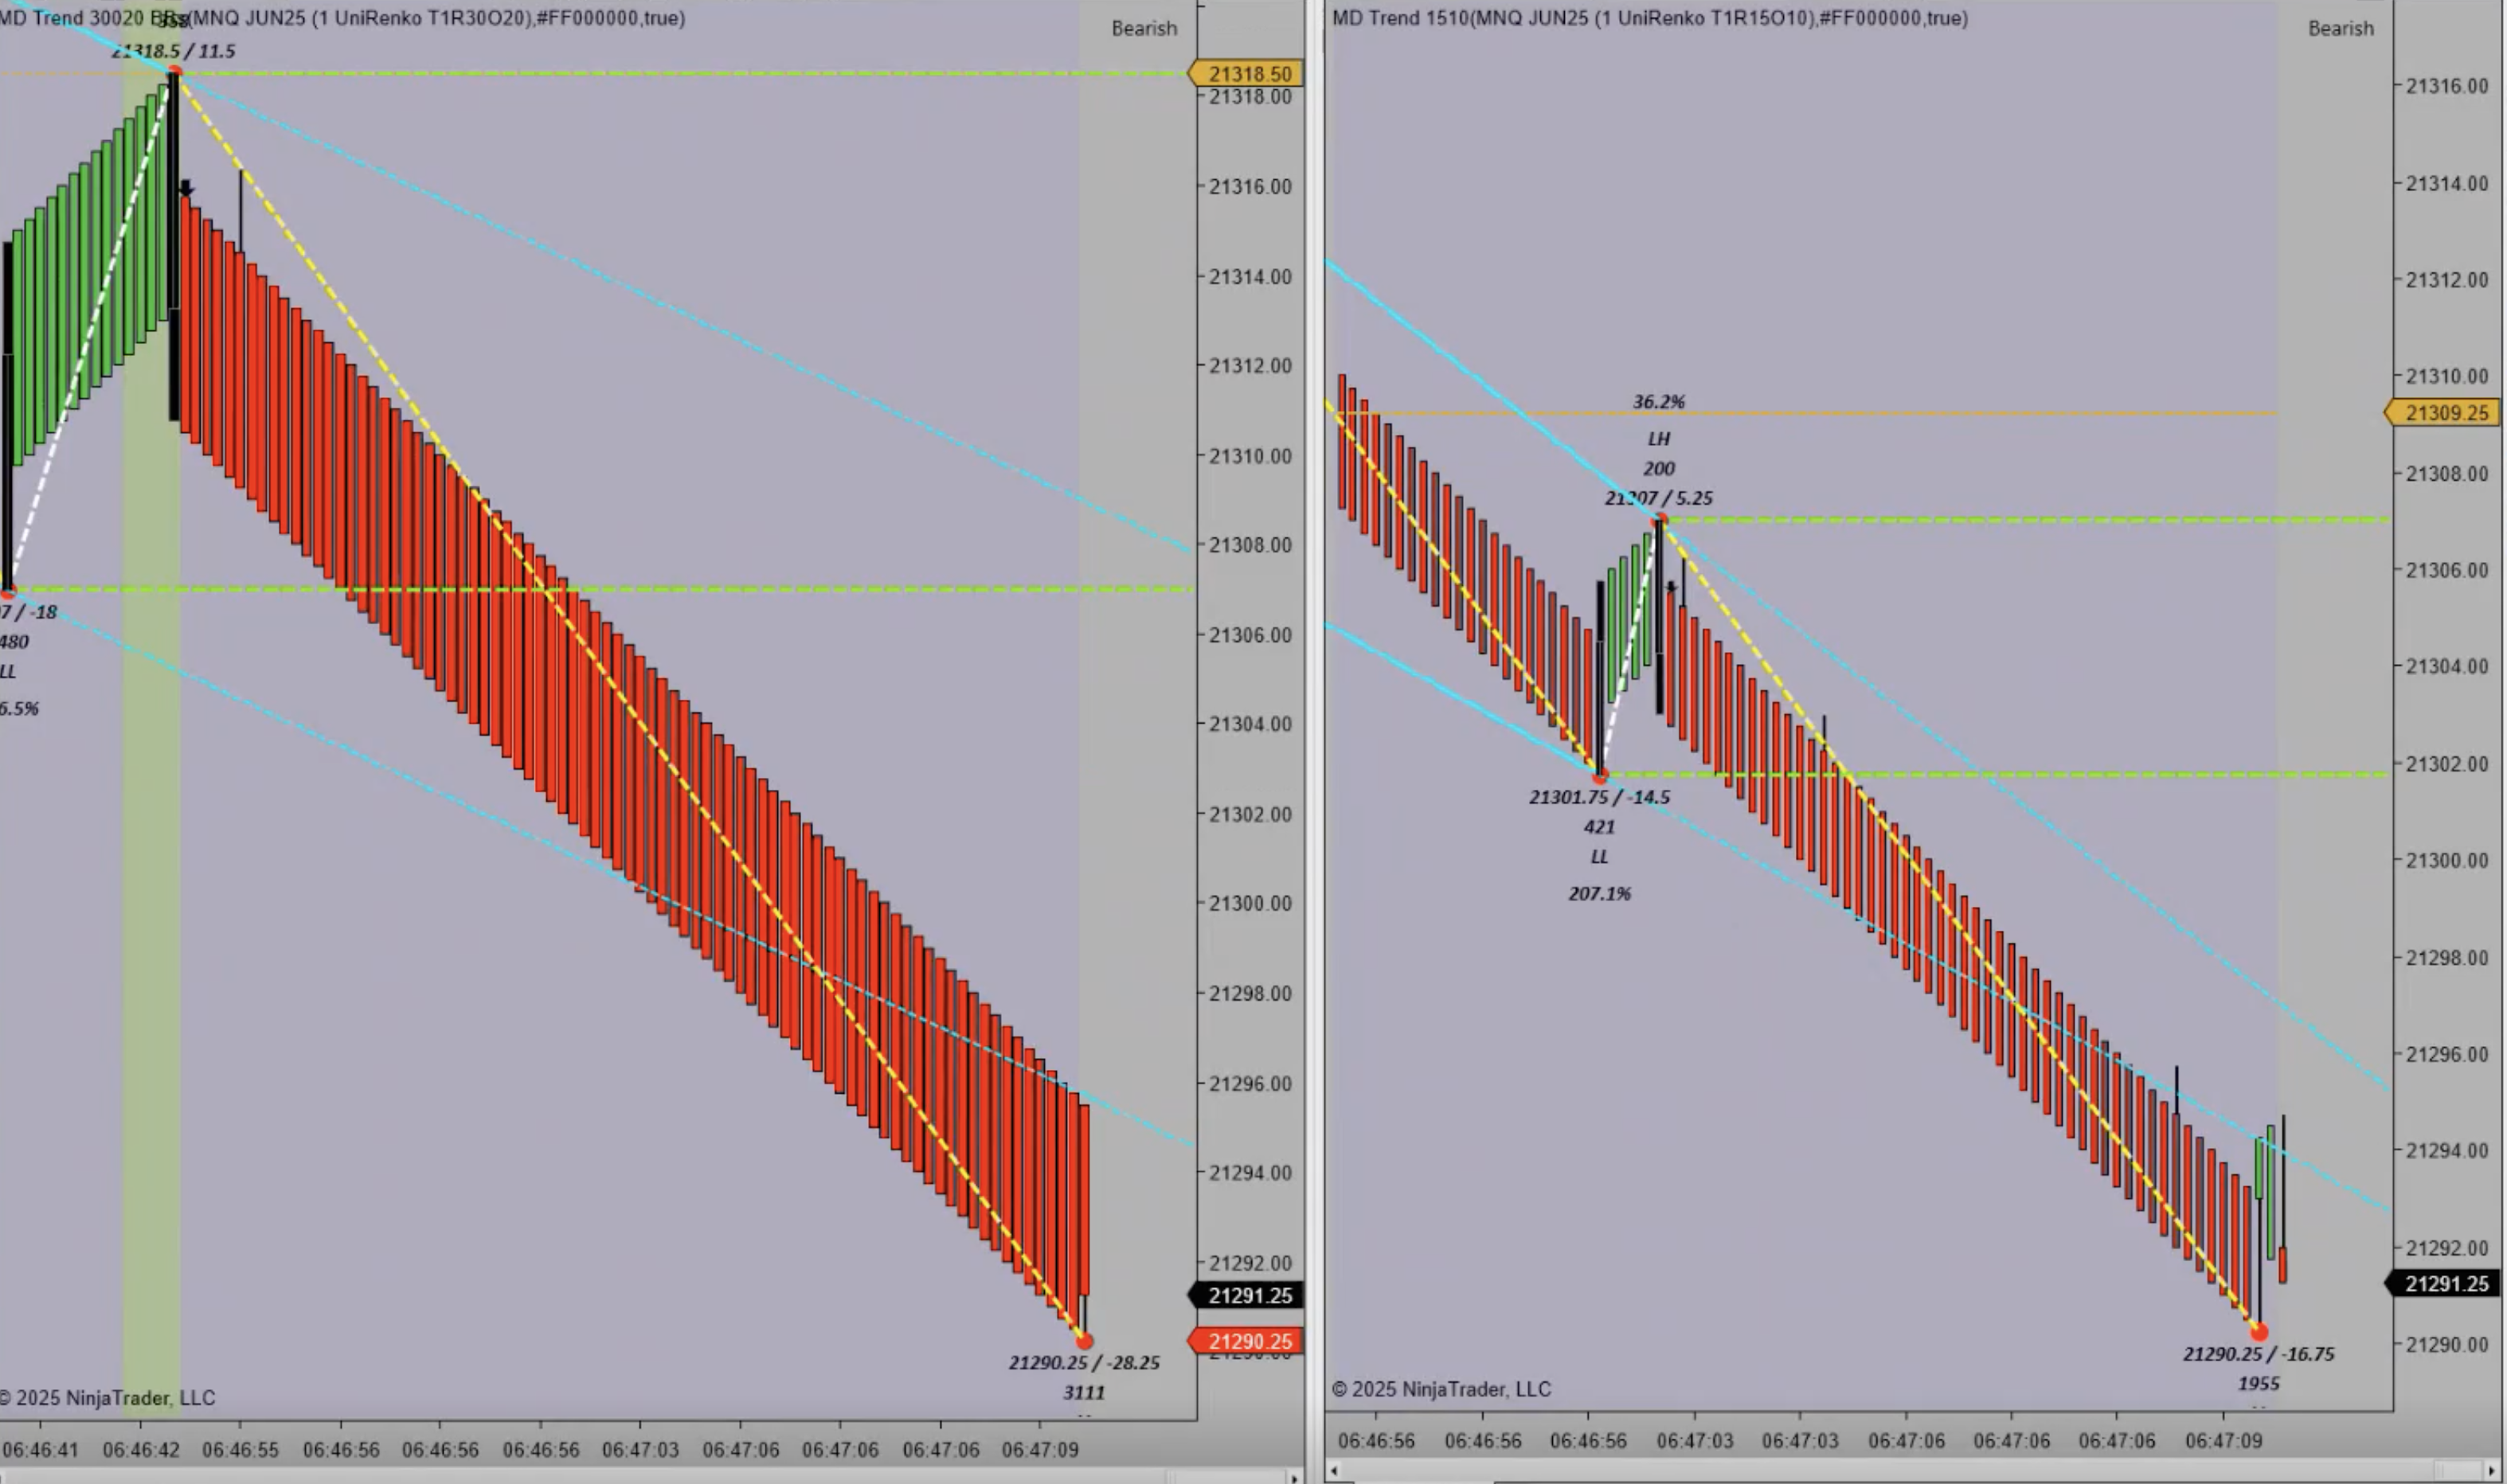 MD Trend 30020 BBs(MNQ JUN25 (1 UniRenko T1R30O20),#FF000000,true)
Bearish
21318.5 / 11.5
21318.50
21318.00
21316.00
21314.00
21312.00
21310.00
21308.00
21306.00
21304.00
21302.00
21300.00
21298.00
21296.00
21294.00
21292.00
21291.25
21290.25
7 / -18
480
LL
6.5%
21290.25 / -28.25
3111
--
© 2025 NinjaTrader, LLC
06:46:41 06:46:42 06:46:55 06:46:56 06:46:56 06:46:56 06:47:03 06:47:06 06:47:06 06:47:06 06:47:09
MD Trend 1510(MNQ JUN25 (1 UniRenko T1R15O10),#FF000000,true)
Bearish
21316.00
21314.00
21312.00
21310.00
21309.25
21308.00
21306.00
21304.00
21302.00
21300.00
21298.00
21296.00
21294.00
21292.00
21291.25
21290.00
36.2%
LH
200
21307 / 5.25
21301.75 / -14.5
421
LL
207.1%
21290.25 / -16.75
1955
--
© 2025 NinjaTrader, LLC
06:46:56 06:46:56 06:46:56 06:47:03 06:47:03 06:47:06 06:47:06 06:47:06 06:47:09